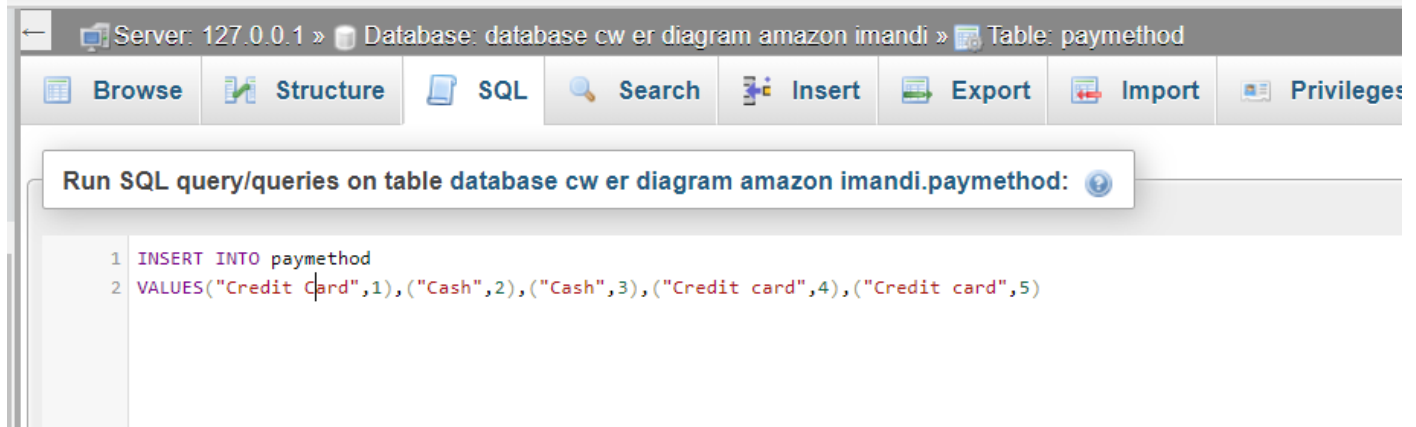 ← Server: 127.0.0.1 » Database: database cw er diagram amazon imandi » Table: paymethod
Browse Structure SQL Search Insert Export Import Privileges
Run SQL query/queries on table database cw er diagram amazon imandi.paymethod:
1 INSERT INTO paymethod
2 VALUES("Credit Card",1),("Cash",2),("Cash",3),("Credit card",4),("Credit card",5)